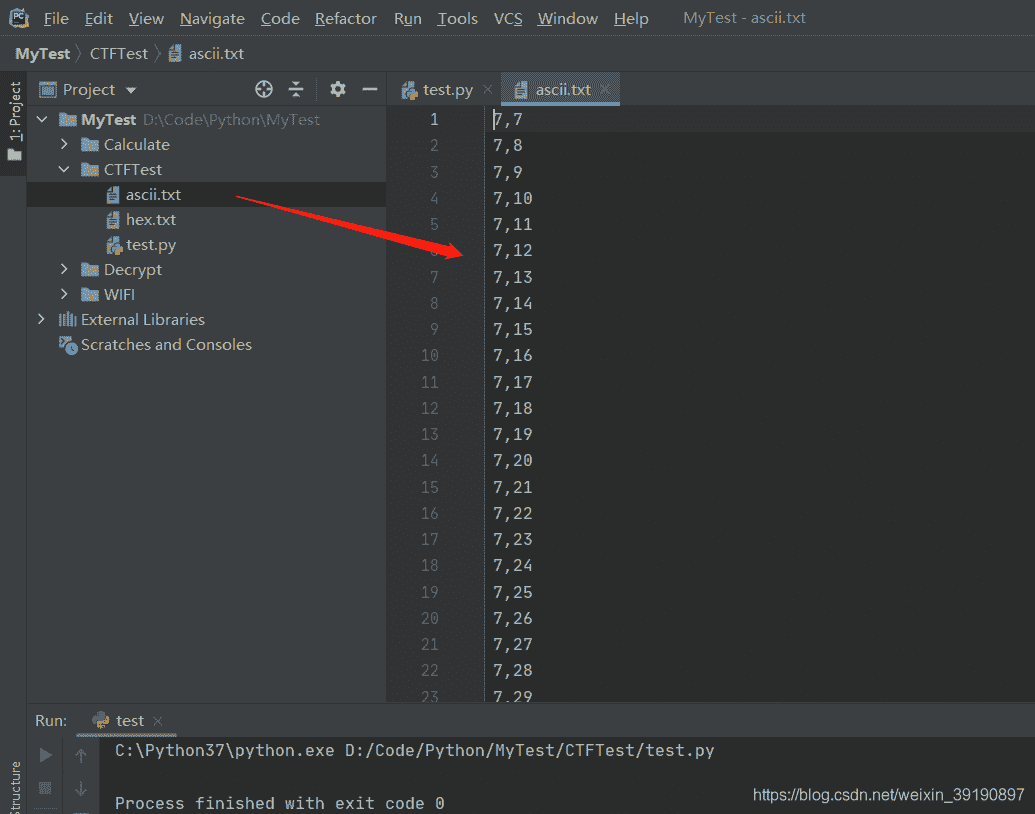 PC File Edit View Navigate Code Refactor Run Tools VCS Window Help MyTest - ascii.txt
MyTest CTFTest ascii.txt
1: Project
Project
test.py ascii.txt
MyTest D:\Code\Python\MyTest
Calculate
CTFTest
ascii.txt
hex.txt
test.py
Decrypt
WIFI
External Libraries
Scratches and Consoles
1 7,7
2 7,8
3 7,9
4 7,10
5 7,11
6 7,12
7 7,13
8 7,14
9 7,15
10 7,16
11 7,17
12 7,18
13 7,19
14 7,20
15 7,21
16 7,22
17 7,23
18 7,24
19 7,25
20 7,26
21 7,27
22 7,28
23 7,29
Run: test
C:\Python37\python.exe D:/Code/Python/MyTest/CTFTest/test.py
Process finished with exit code 0
Structure
https://blog.csdn.net/weixin_39190897